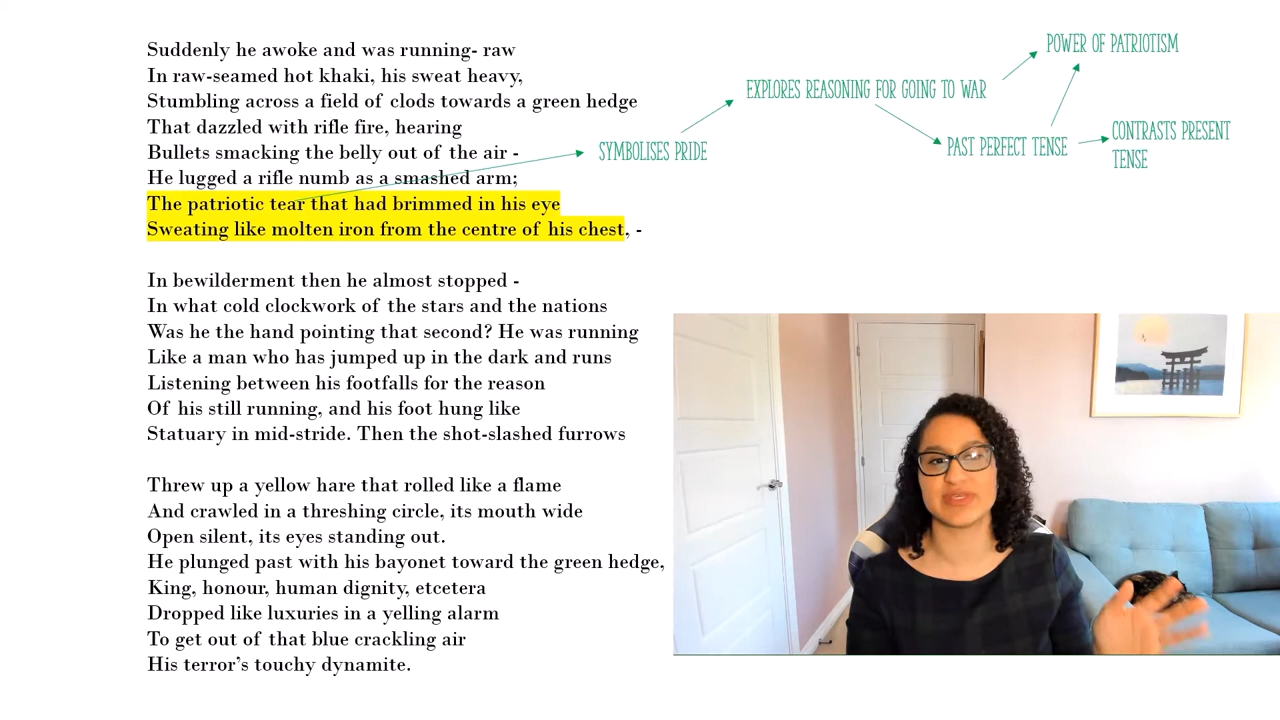 Suddenly he awoke and was running- raw
In raw-seamed hot khaki, his sweat heavy,
Stumbling across a field of clods towards a green hedge
That dazzled with rifle fire, hearing
Bullets smacking the belly out of the air -
He lugged a rifle numb as a smashed arm;
The patriotic tear that had brimmed in his eye
Sweating like molten iron from the centre of his chest, -
In bewilderment then he almost stopped -
In what cold clockwork of the stars and the nations
Was he the hand pointing that second? He was running
Like a man who has jumped up in the dark and runs
Listening between his footfalls for the reason
Of his still running, and his foot hung like
Statuary in mid-stride. Then the shot-slashed furrows
Threw up a yellow hare that rolled like a flame
And crawled in a threshing circle, its mouth wide
Open silent, its eyes standing out.
He plunged past with his bayonet toward the green hedge,
King, honour, human dignity, etcetera
Dropped like luxuries in a yelling alarm
To get out of that blue crackling air
His terror's touchy dynamite.
SYMBOLISES PRIDE
EXPLORES REASONING FOR GOING TO WAR
POWER OF PATRIOTISM
PAST PERFECT TENSE
CONTRASTS PRESENT
TENSE